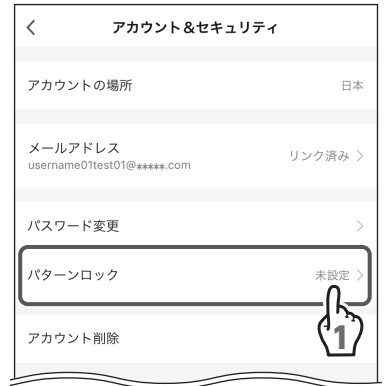 アカウント&セキュリティ
アカウントの場所 日本
メールアドレス リンク済み
username01test01@*****.com
パスワード変更
パターンロック 未設定
アカウント削除
1